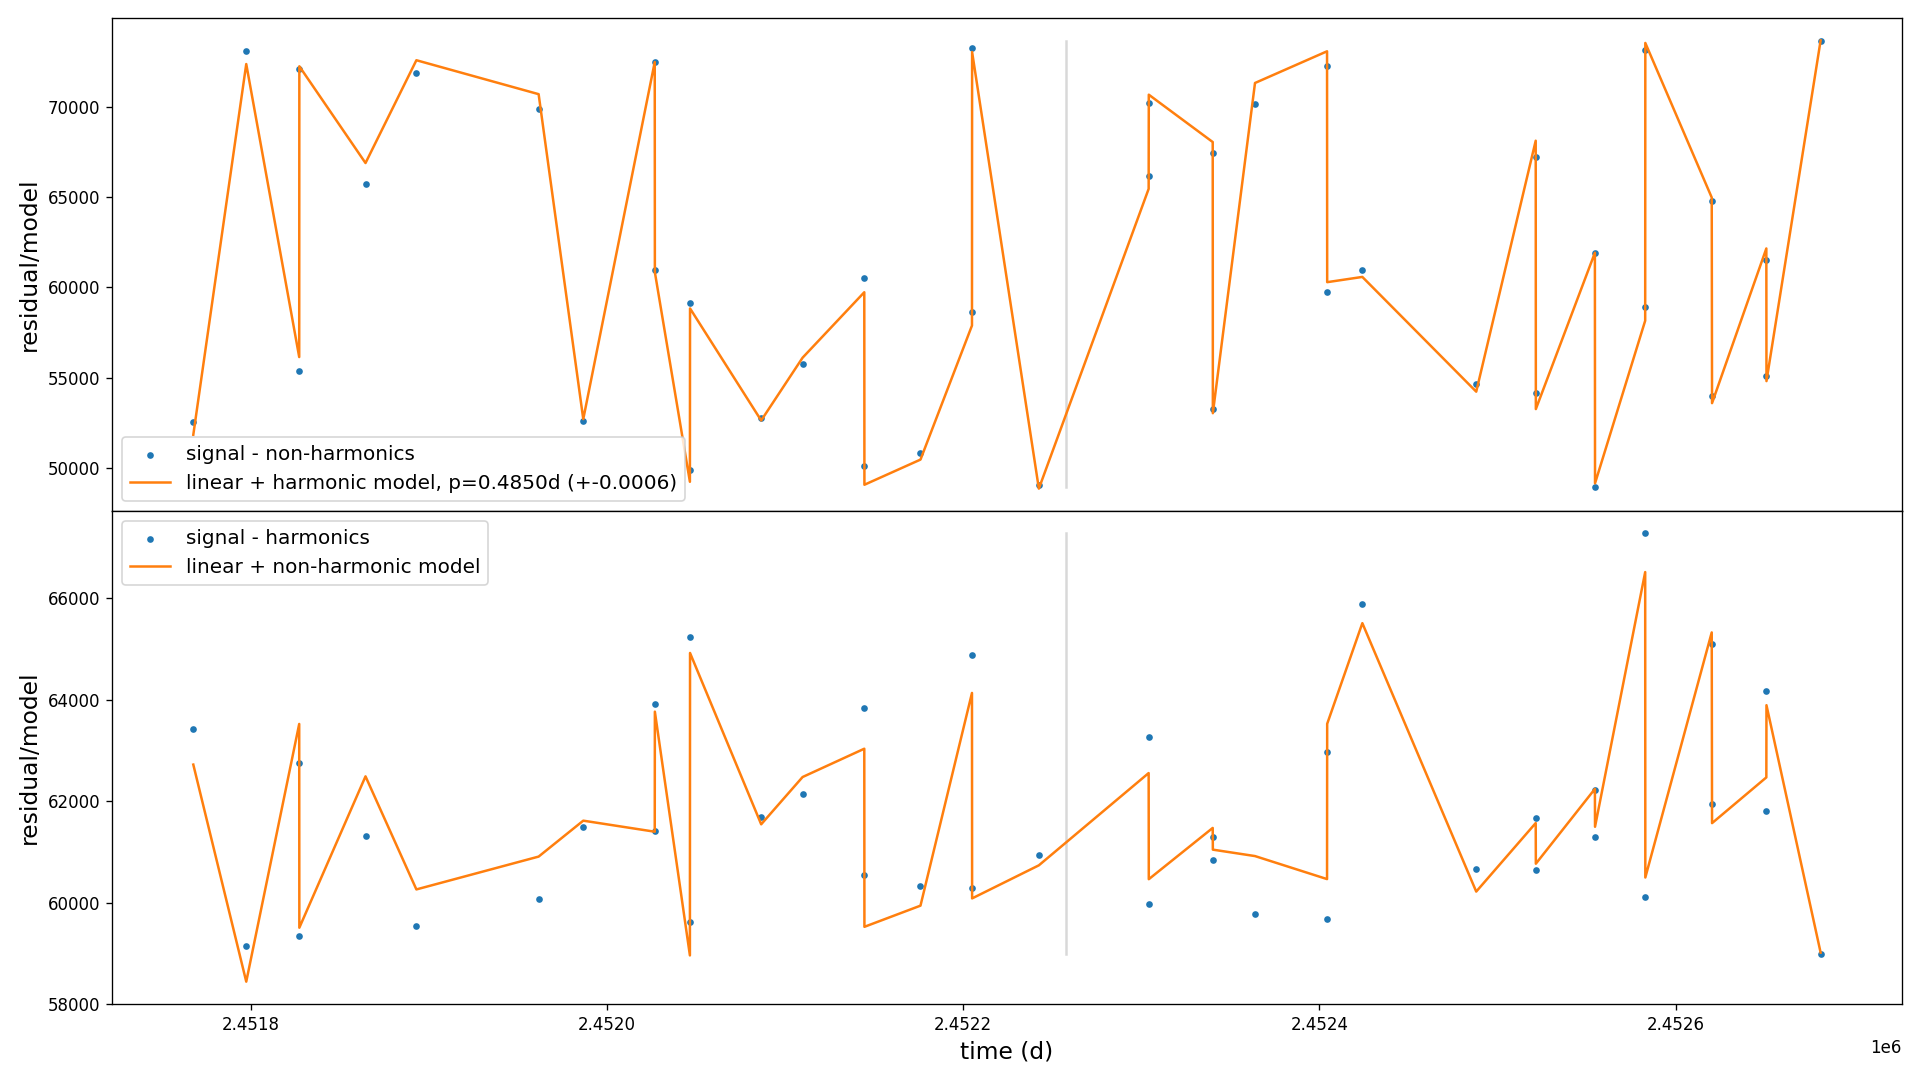 residual/model
70000
65000
60000
55000
50000
signal - non-harmonics
linear + harmonic model, p=0.4850d (+-0.0006)
residual/model
66000
64000
62000
60000
58000
signal - harmonics
linear + non-harmonic model
2.4518 2.4520 2.4522 2.4524 2.4526
time (d)
1e6